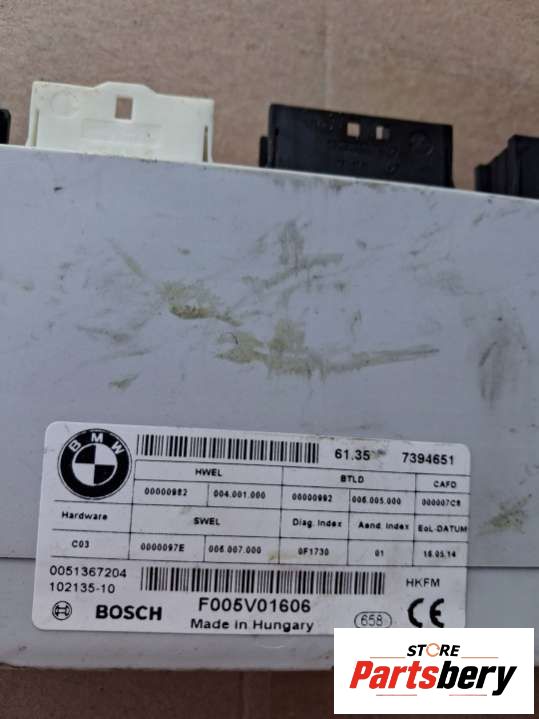 BMW
61.35 7394651
HWEL BTLD CAFD
00000982 004.001.000 00000992 006.005.000 000007C8
Hardware SWEL Diag. Index Aend. Index EoL-DATUM
C03 0000097E 006.007.000 0F1730 01 16.05.14
0051367204
102135-10 HKFM
BOSCH F005V01606 658 CE
Made in Hungary
STORE
Partsbery